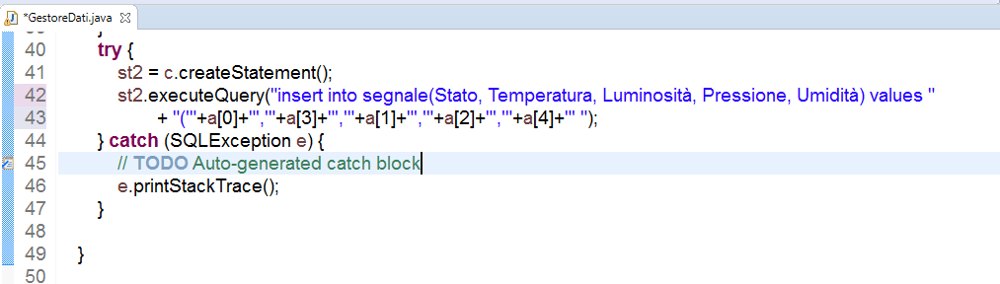 *GestoreDati.java
39 }
40 try {
41 st2 = c.createStatement();
42 st2.executeQuery("insert into segnale(Stato, Temperatura, Luminosità, Pressione, Umidità) values "
43 + "('"+a[0]+"','"+a[3]+"','"+a[1]+"','"+a[2]+"','"+a[4]+"' ");
44 } catch (SQLException e) {
45 // TODO Auto-generated catch block
46 e.printStackTrace();
47 }
48
49 }
50